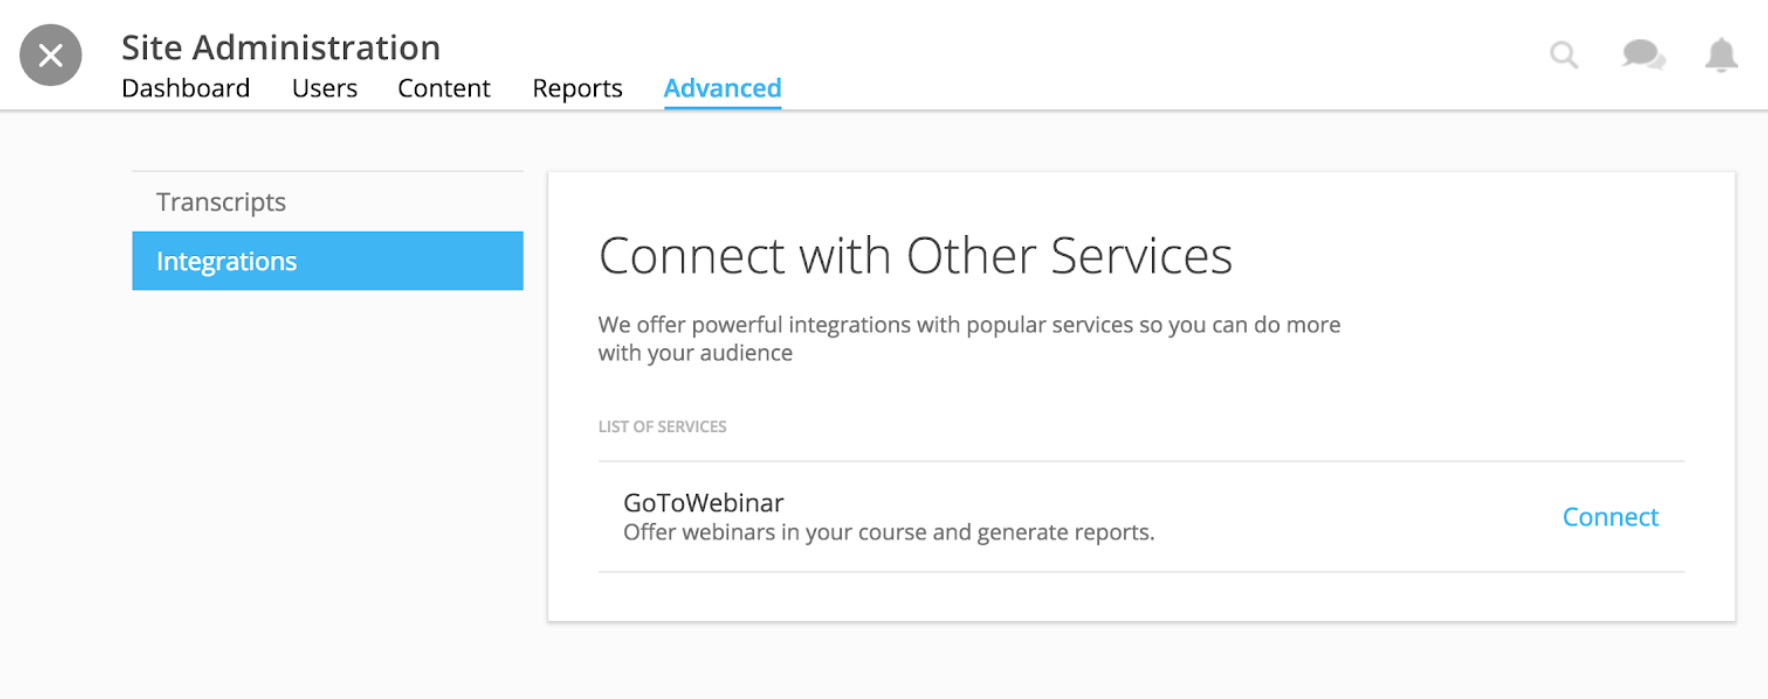 Site Administration
Dashboard Users Content Reports Advanced
Transcripts
Integrations
Connect with Other Services
We offer powerful integrations with popular services so you can do more
with your audience
LIST OF SERVICES
GoToWebinar
Offer webinars in your course and generate reports.
Connect